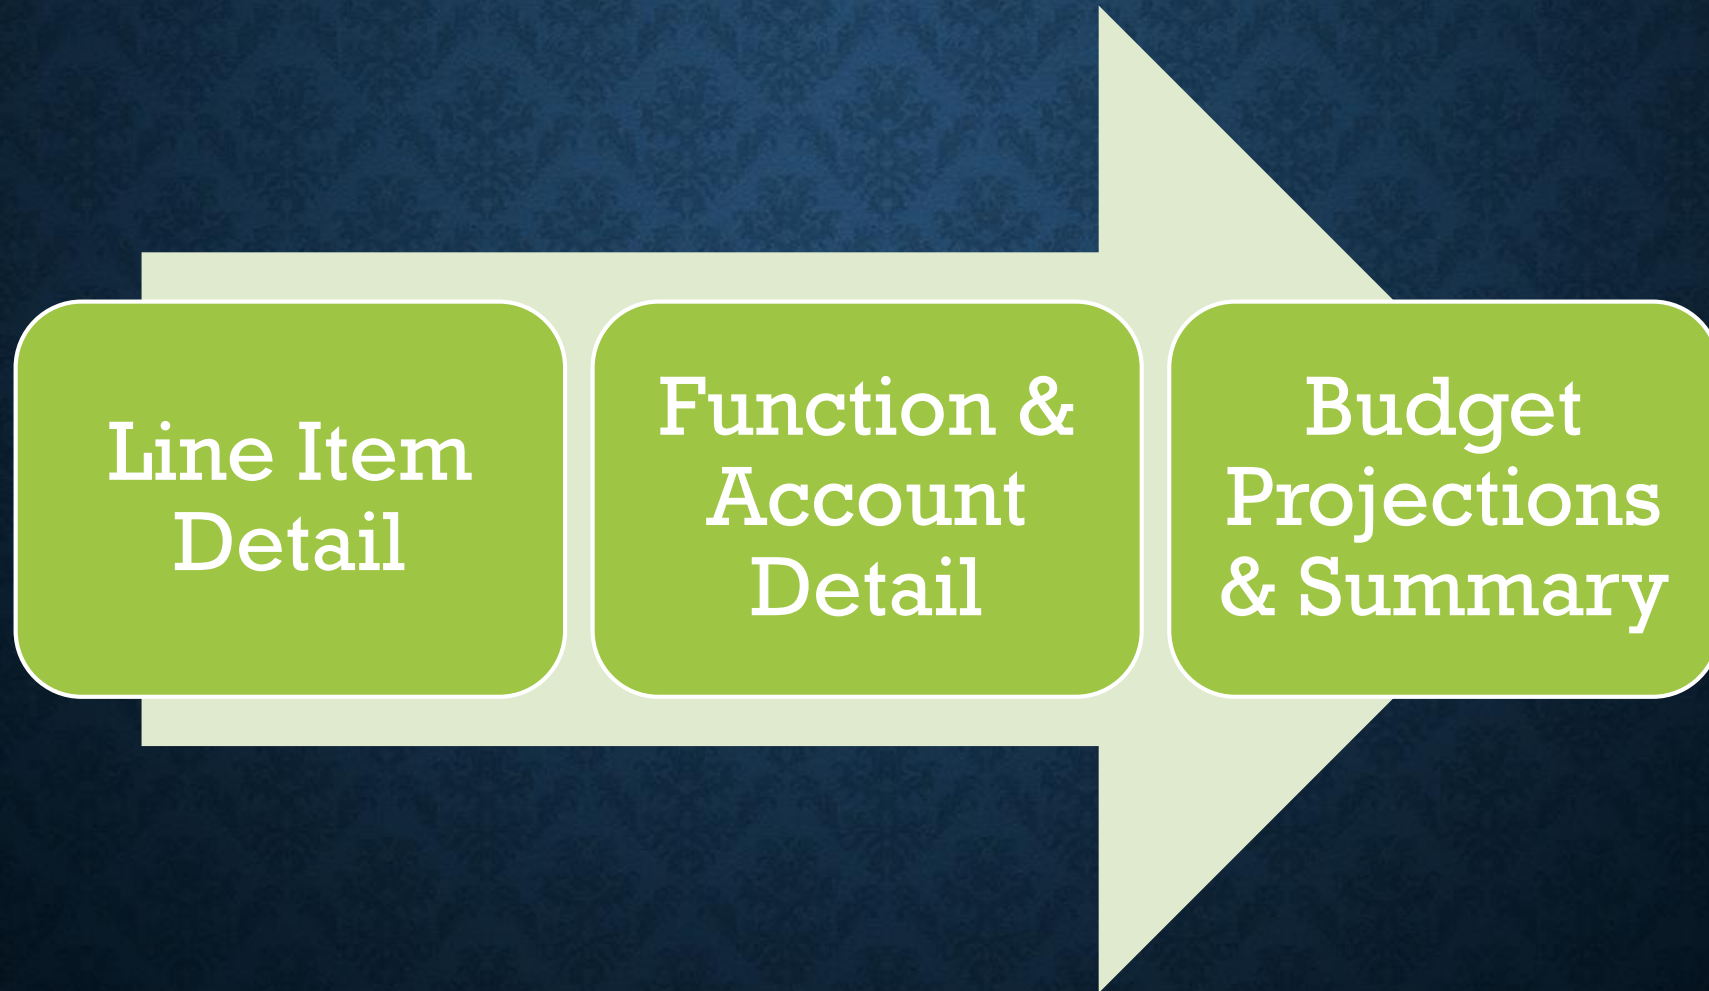 Line Item
Detail
Function &
Account
Detail
Budget
Projections
& Summary